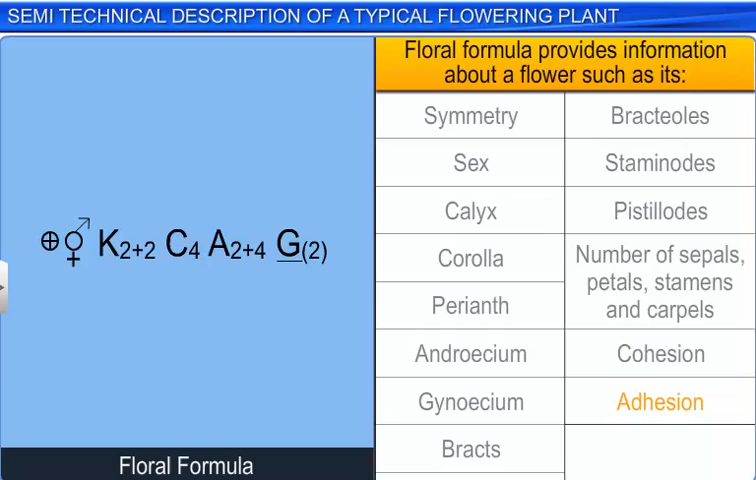 SEMI TECHNICAL DESCRIPTION OF A TYPICAL FLOWERING PLANT
⊕⚥ K2+2 C4 A2+4 G(2)
Floral Formula
Floral formula provides information
about a flower such as its:
Symmetry
Sex
Calyx
Corolla
Perianth
Androecium
Gynoecium
Bracts
Bracteoles
Staminodes
Pistillodes
Number of sepals,
petals, stamens
and carpels
Cohesion
Adhesion